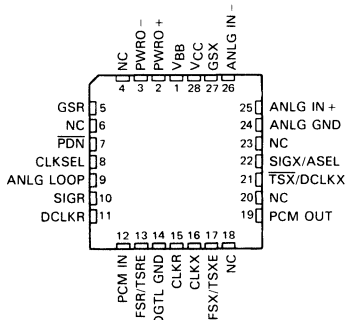 NC
PWRO −
PWRO +
VBB
VCC
GSX
ANLG IN −
4 3 2 1 28 27 26
GSR 5
NC 6
PDN 7
CLKSEL 8
ANLG LOOP 9
SIGR 10
DCLKR 11
25 ANLG IN +
24 ANLG GND
23 NC
22 SIGX/ASEL
21 TSX/DCLKX
20 NC
19 PCM OUT
12 13 14 15 16 17 18
PCM IN
FSR/TSRE
DGTL GND
CLKR
CLKX
FSX/TSXE
NC